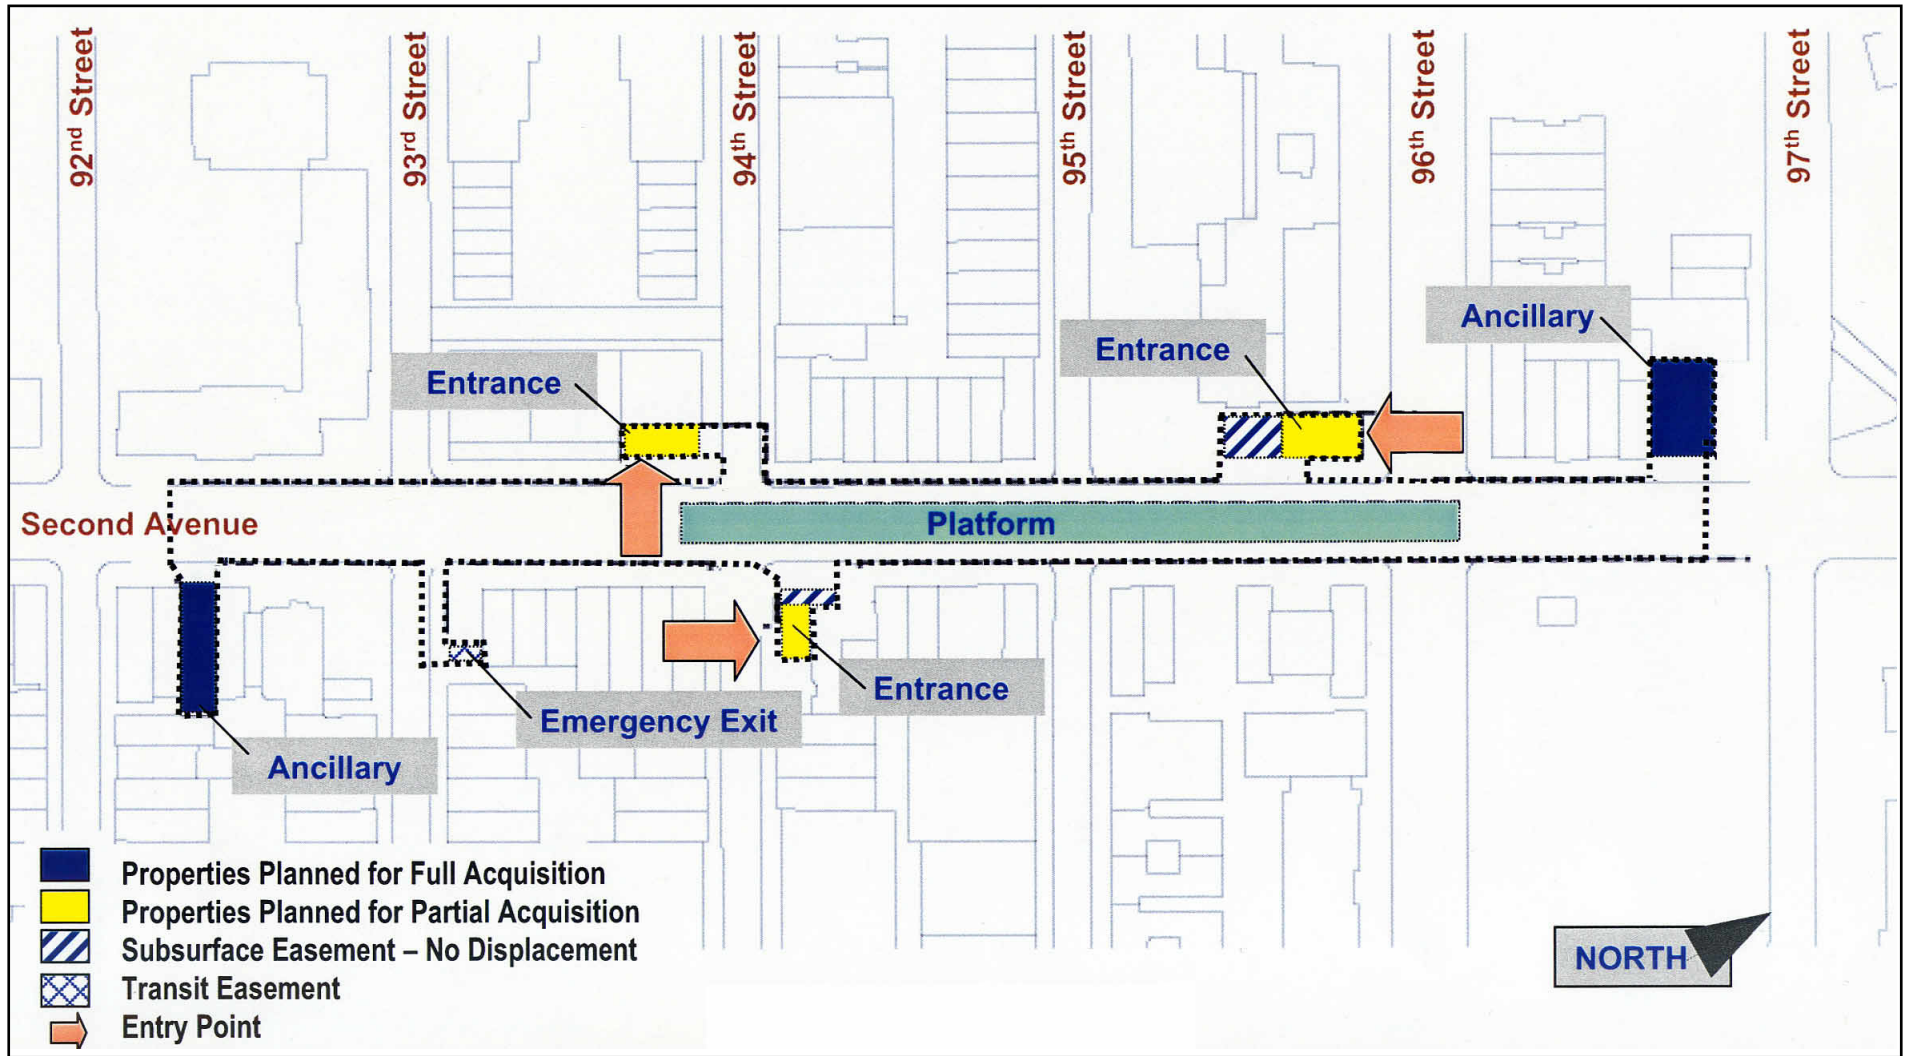 92nd Street
93rd Street
94th Street
95th Street
96th Street
97th Street
Ancillary
Entrance
Entrance
Second Avenue
Platform
Entrance
Emergency Exit
Ancillary
Properties Planned for Full Acquisition
Properties Planned for Partial Acquisition
Subsurface Easement – No Displacement
Transit Easement
Entry Point
NORTH